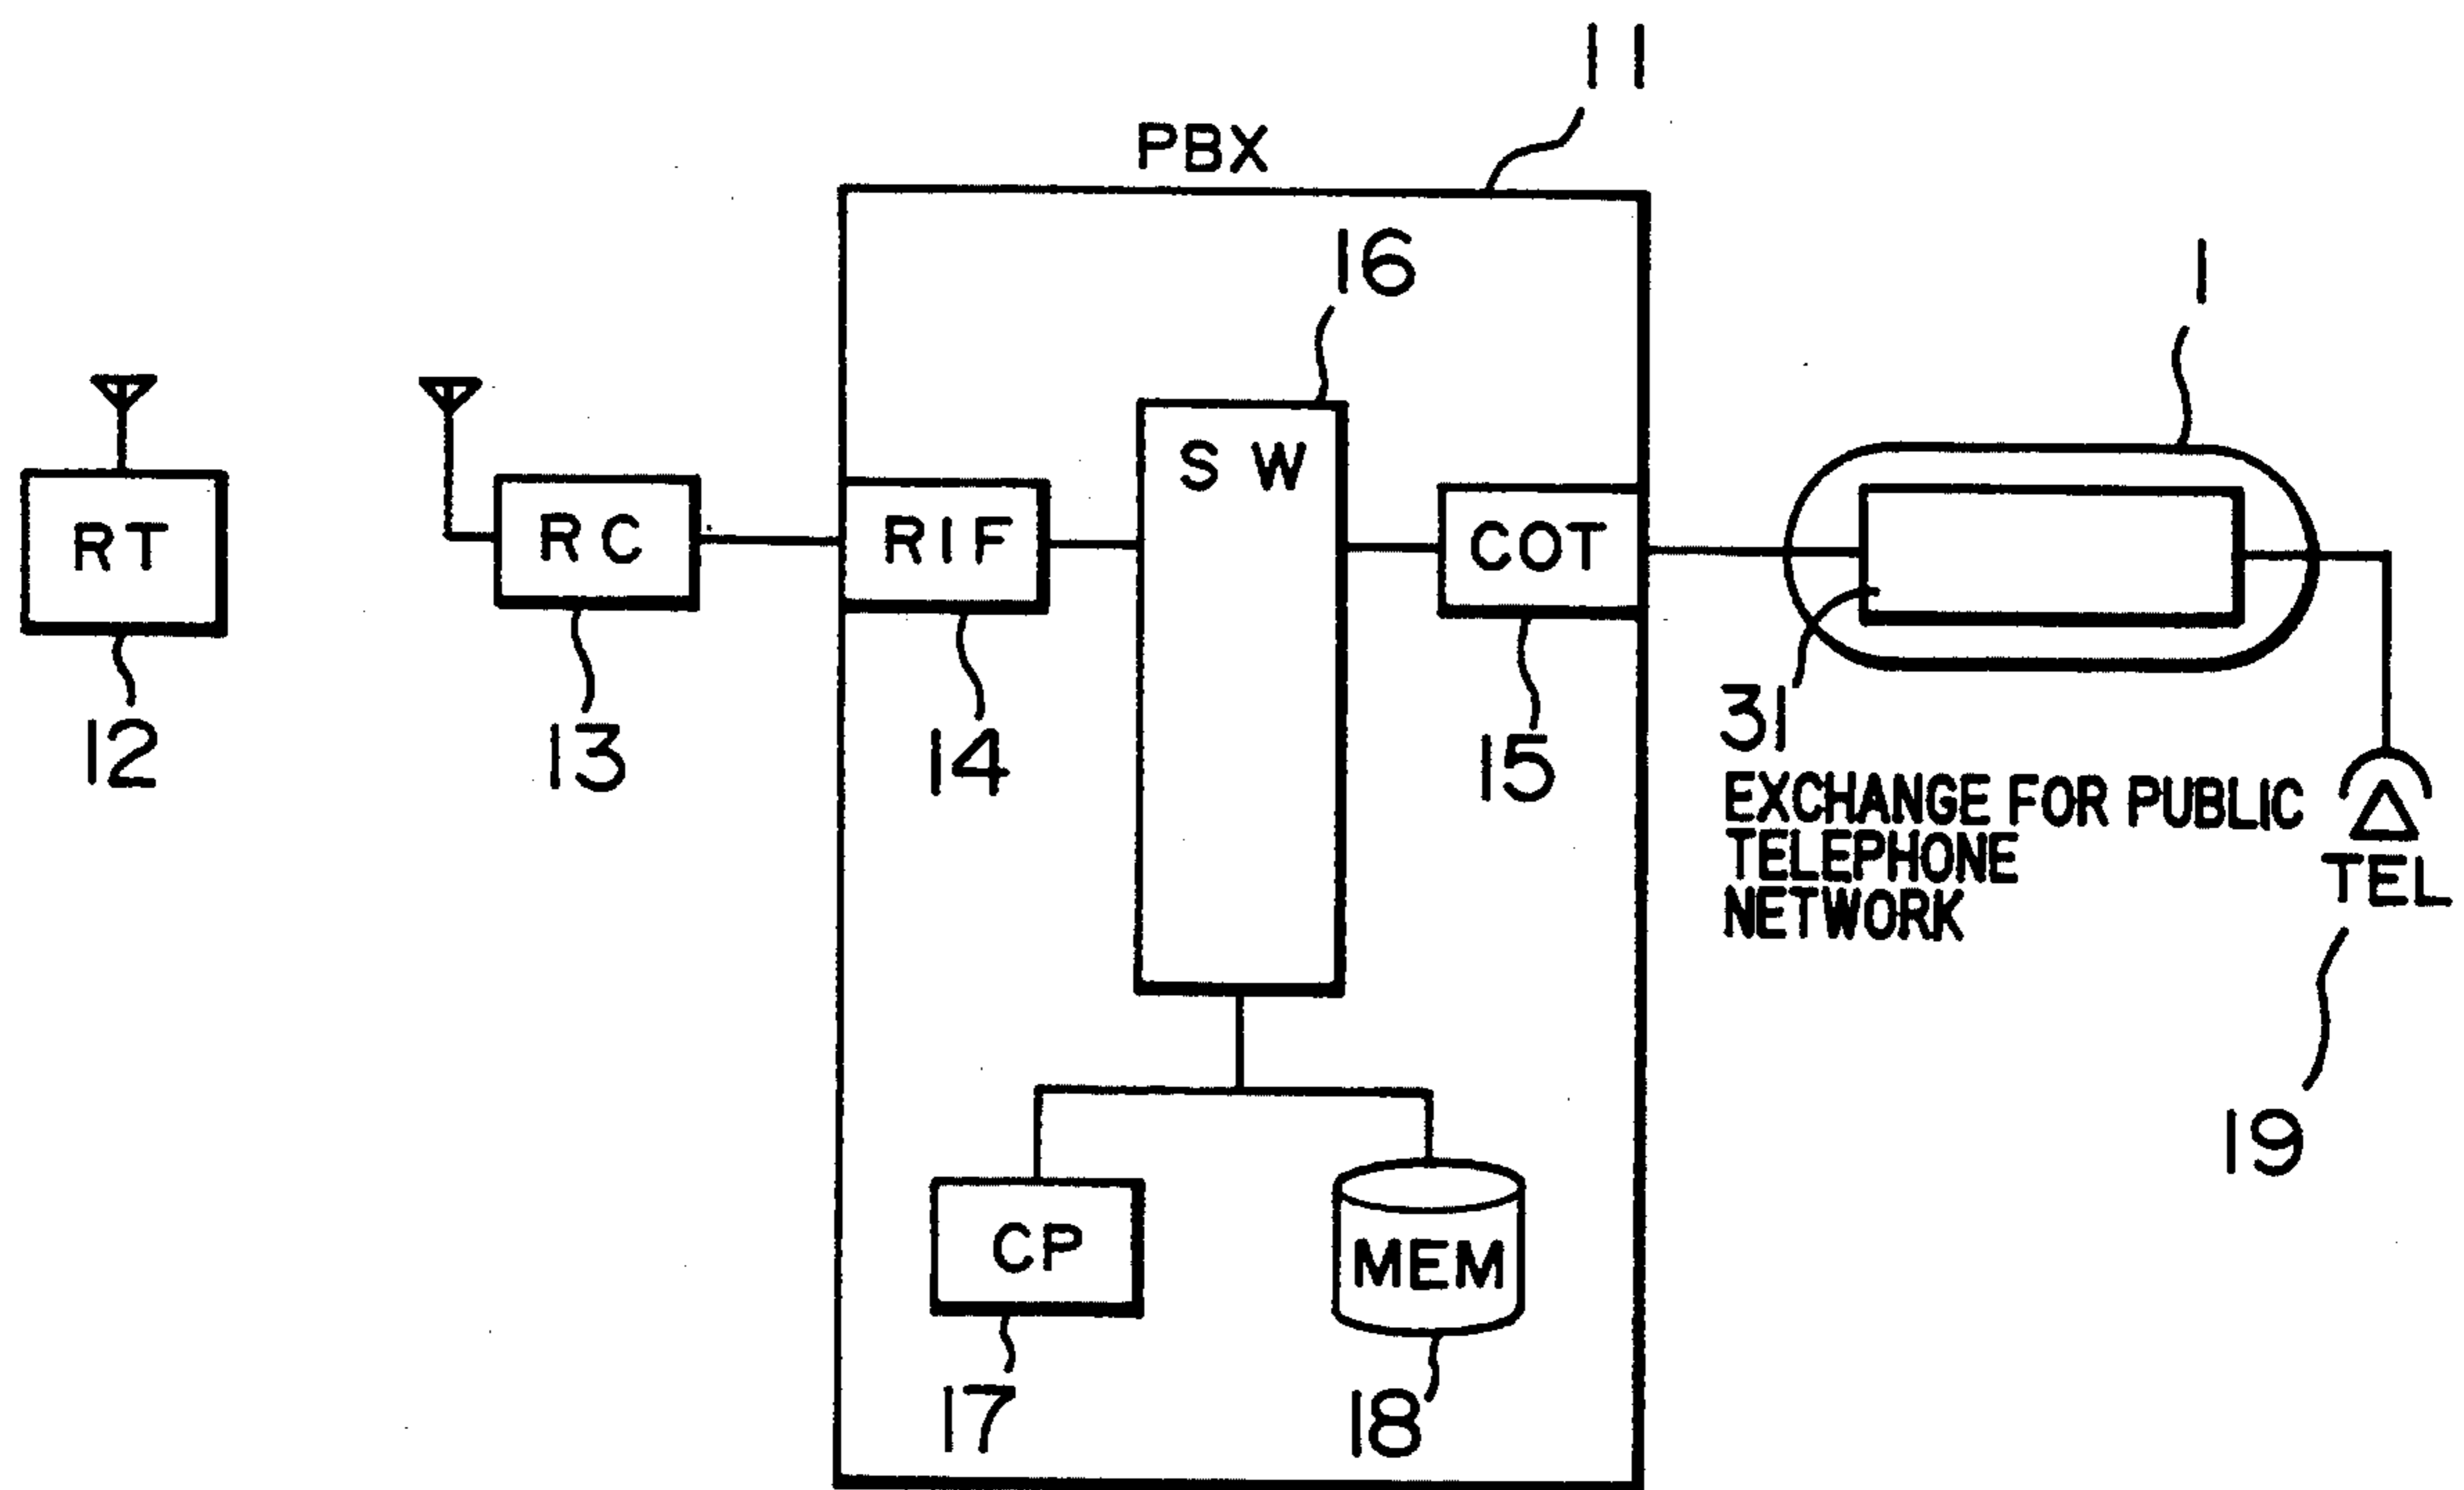 11
PBX
16
1
SW
RT
RC
RIF
COT
12
13
14
15
31
EXCHANGE FOR PUBLIC
TELEPHONE
NETWORK
TEL
19
CP
MEM
17
18